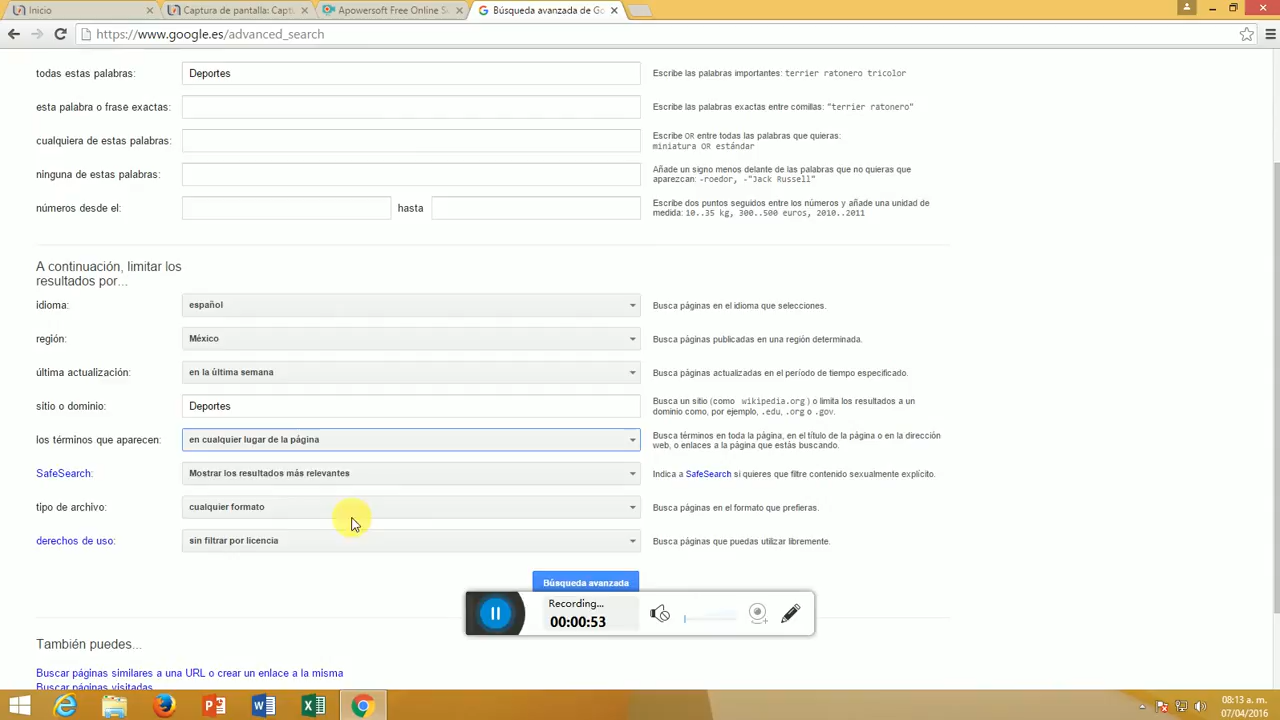 Inicio
Captura de pantalla: Captu
Apowersoft Free Online S
Búsqueda avanzada de Go
https://www.google.es/advanced_search
todas estas palabras:
Deportes
Escribe las palabras importantes: terrier ratonero tricolor
esta palabra o frase exactas:
Escribe las palabras exactas entre comillas: "terrier ratonero"
cualquiera de estas palabras:
Escribe OR entre todas las palabras que quieras:
miniatura OR estándar
ninguna de estas palabras:
Añade un signo menos delante de las palabras que no quieras que
aparezcan: -roedor, -"Jack Russell"
números desde el:
hasta
Escribe dos puntos seguidos entre los números y añade una unidad de
medida: 10..35 kg, 300..500 euros, 2010..2011
A continuación, limitar los
resultados por...
idioma:
español
Busca páginas en el idioma que selecciones.
región:
México
Busca páginas publicadas en una región determinada.
última actualización:
en la última semana
Busca páginas actualizadas en el período de tiempo especificado.
sitio o dominio:
Deportes
Busca un sitio (como wikipedia.org ) o limita los resultados a un
dominio como, por ejemplo, .edu, .org o .gov.
los términos que aparecen:
en cualquier lugar de la página
Busca términos en toda la página, en el título de la página o en la dirección
web, o enlaces a la página que estás buscando.
SafeSearch:
Mostrar los resultados más relevantes
Indica a SafeSearch si quieres que filtre contenido sexualmente explícito.
tipo de archivo:
cualquier formato
Busca páginas en el formato que prefieras.
derechos de uso:
sin filtrar por licencia
Busca páginas que puedas utilizar libremente.
Búsqueda avanzada
Recording...
00:00:53
También puedes...
Buscar páginas similares a una URL o crear un enlace a la misma
Buscar páginas visitadas
08:13 a. m.
07/04/2016